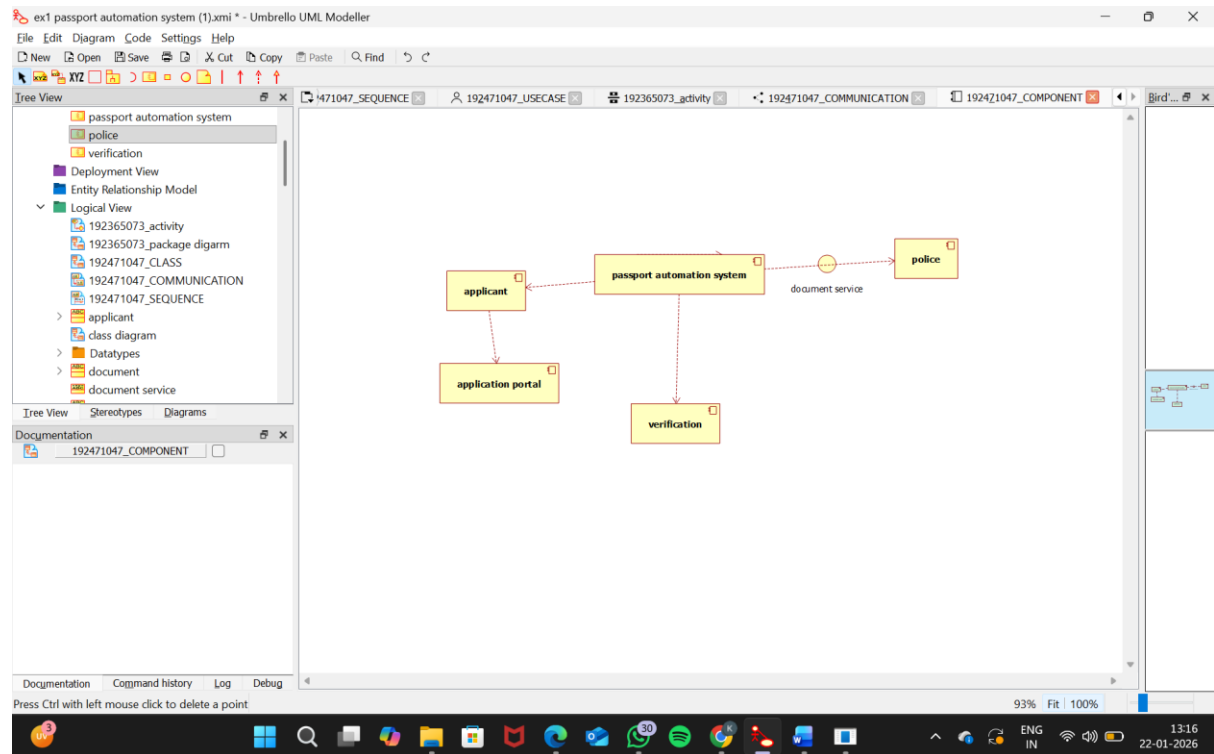 ex1 passport automation system (1).xmi * - Umbrello UML Modeller
File Edit Diagram Code Settings Help
New Open Save Cut Copy Paste Find
XYZ XYZ
Tree View
471047_SEQUENCE 192471047_USECASE 192365073_activity 192471047_COMMUNICATION 192471047_COMPONENT
Bird'...
passport automation system
police
verification
Deployment View
Entity Relationship Model
Logical View
192365073_activity
192365073_package digarm
192471047_CLASS
192471047_COMMUNICATION
192471047_SEQUENCE
applicant
class diagram
Datatypes
document
document service
Tree View Stereotypes Diagrams
Documentation
192471047_COMPONENT
police
passport automation system
applicant
document service
application portal
verification
Documentation Command history Log Debug
Press Ctrl with left mouse click to delete a point
93% Fit 100%
3
30
K
ENG
IN
13:16
22-01-2026